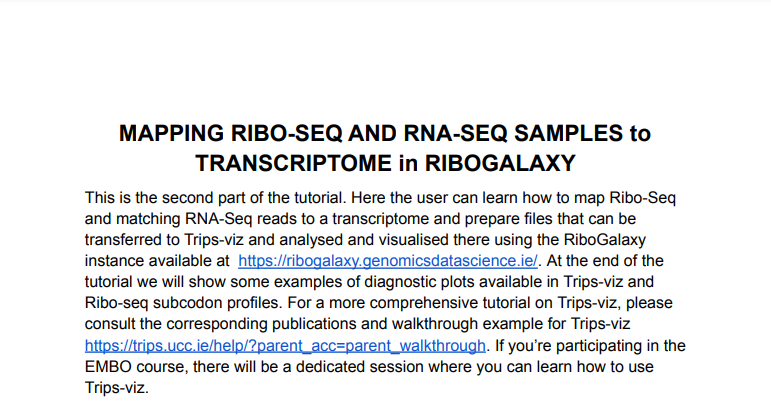 MAPPING RIBO-SEQ AND RNA-SEQ SAMPLES to
TRANSCRIPTOME in RIBOGALAXY
This is the second part of the tutorial. Here the user can learn how to map Ribo-Seq
and matching RNA-Seq reads to a transcriptome and prepare files that can be
transferred to Trips-viz and analysed and visualised there using the RiboGalaxy
instance available at https://ribogalaxy.genomicsdatascience.ie/. At the end of the
tutorial we will show some examples of diagnostic plots available in Trips-viz and
Ribo-seq subcodon profiles. For a more comprehensive tutorial on Trips-viz, please
consult the corresponding publications and walkthrough example for Trips-viz
https://trips.ucc.ie/help/?parent_acc=parent_walkthrough. If you’re participating in the
EMBO course, there will be a dedicated session where you can learn how to use
Trips-viz.